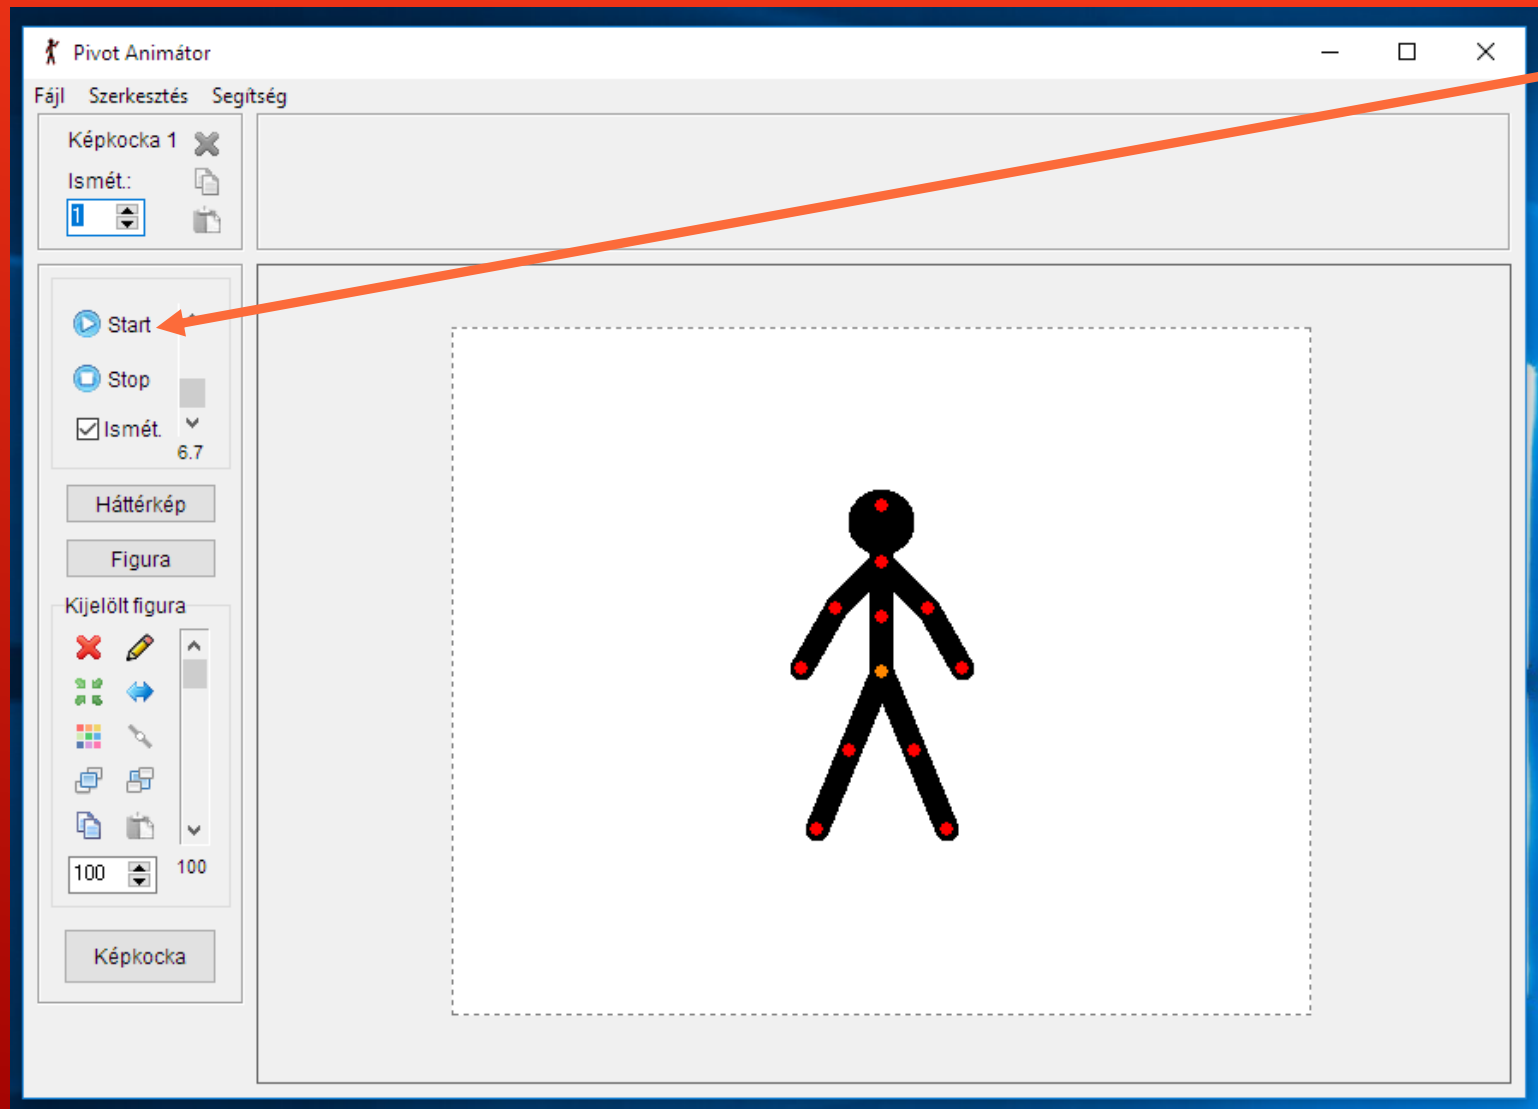 Pivot Animátor
Fájl Szerkesztés Segítség
Képkocka 1
Ismét.:
1
Start
Stop
Ismét.
6.7
Háttérkép
Figura
Kijelölt figura
100 100
Képkocka